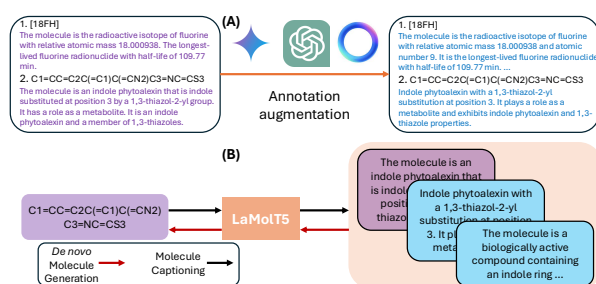 (A)
1. [18FH]
The molecule is the radioactive isotope of fluorine
with relative atomic mass 18.000938. The longest-
lived fluorine radionuclide with half-life of 109.77
min.
2. C1=CC=C2C(=C1)C(=CN2)C3=NC=CS3
The molecule is an indole phytoalexin that is indole
substituted at position 3 by a 1,3-thiazol-2-yl group.
It has a role as a metabolite. It is an indole
phytoalexin and a member of 1,3-thiazoles.
Annotation
augmentation
1. [18FH]
The molecule is a radioactive isotope of fluorine with
relative atomic mass 18.000938 and atomic
number 9. It is the longest-lived fluorine radionuclide
with half-life of 109.77 min. ...
2. C1=CC=C2C(=C1)C(=CN2)C3=NC=CS3
Indole phytoalexin with a 1,3-thiazol-2-yl
substitution at position 3. It plays a role as a
metabolite and exhibits indole phytoalexin and 1,3-
thiazole properties.
(B)
C1=CC=C2C(=C1)C(=CN2)
C3=NC=CS3
LaMolT5
The molecule is an
indole phytoalexin that
is indole
positi
thiazo
Indole phytoalexin with
a 1,3-thiazol-2-yl
substitution at position
3. It pl
meta
The molecule is a
biologically active
compound containing
an indole ring ...
De novo
Molecule
Generation
Molecule
Captioning